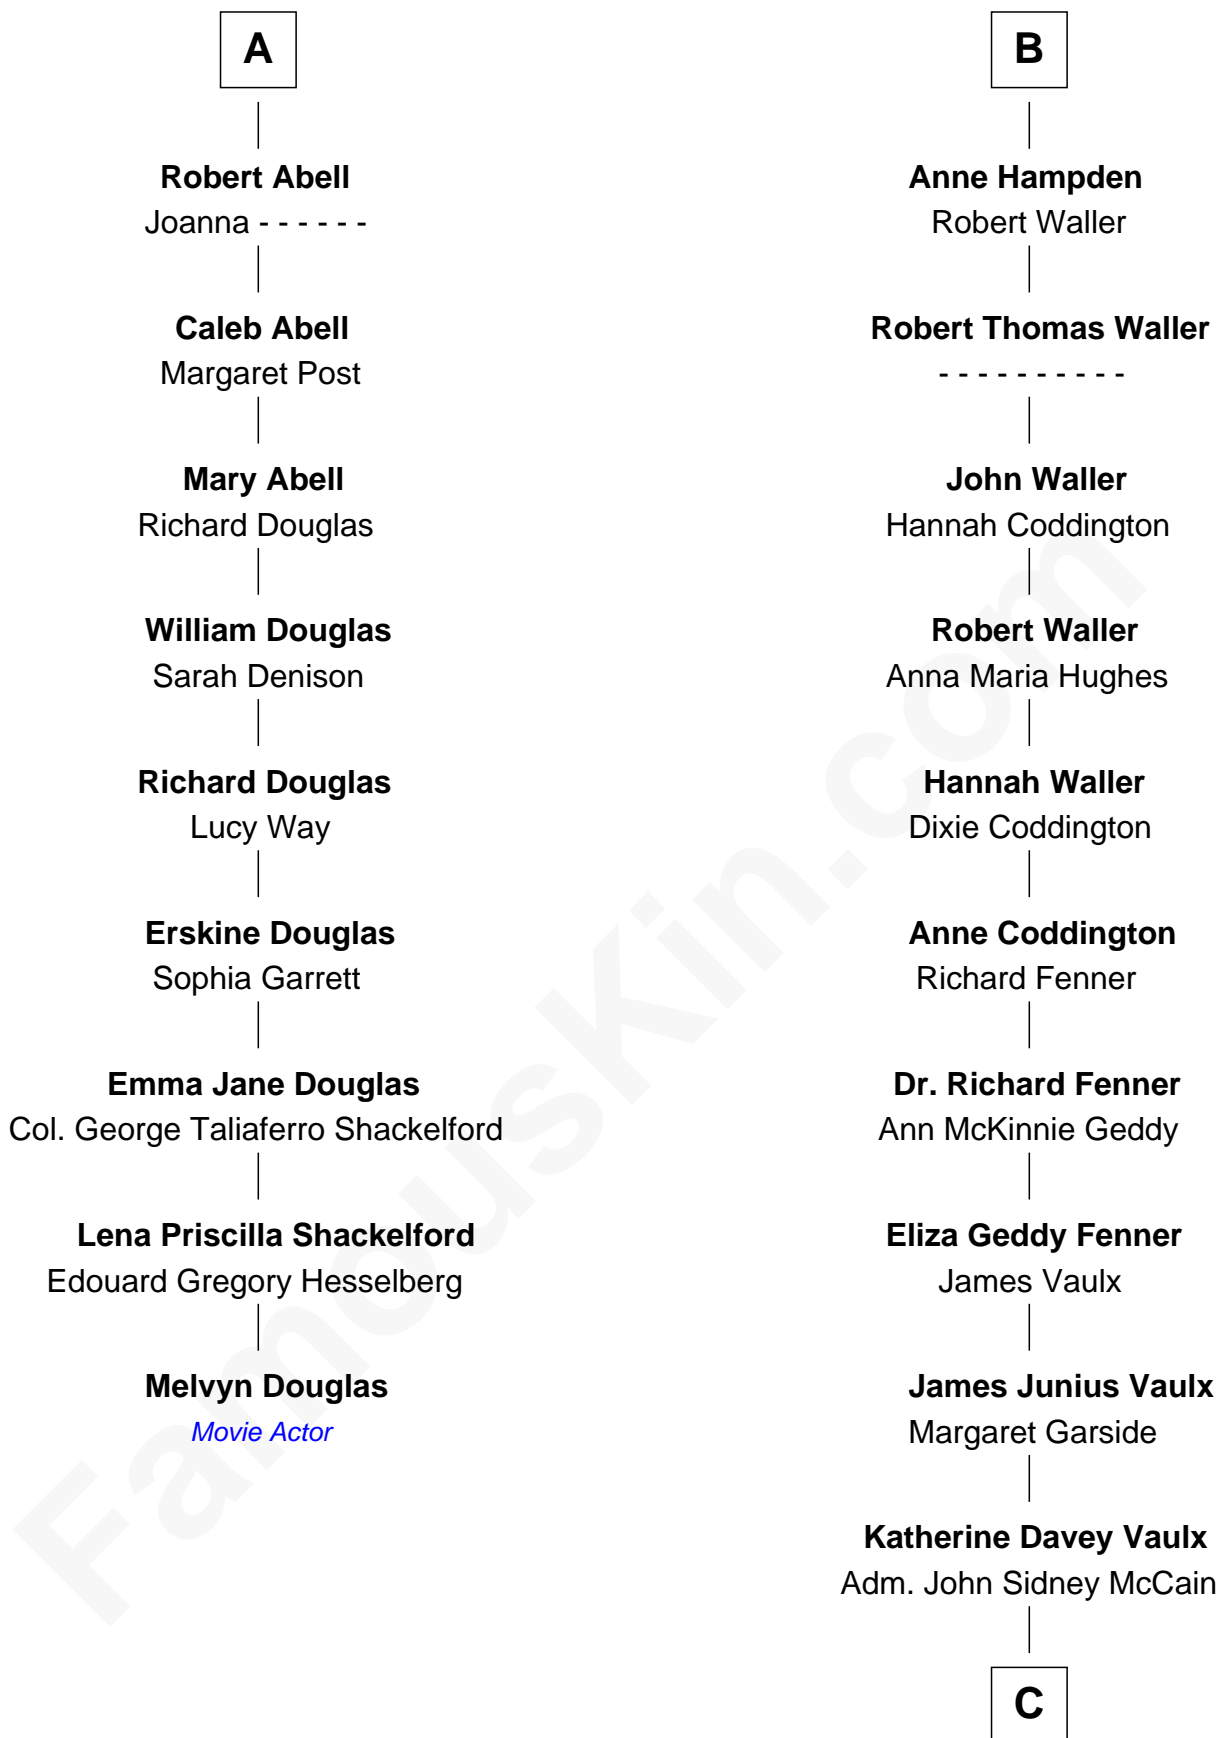 A
Robert Abell
Joanna - - - - - -
Caleb Abell
Margaret Post
Mary Abell
Richard Douglas
William Douglas
Sarah Denison
Richard Douglas
Lucy Way
Erskine Douglas
Sophia Garrett
Emma Jane Douglas
Col. George Taliaferro Shackelford
Lena Priscilla Shackelford
Edouard Gregory Hesselberg
Melvyn Douglas
Movie Actor
B
Anne Hampden
Robert Waller
Robert Thomas Waller
- - - - - - - - - -
John Waller
Hannah Coddington
Robert Waller
Anna Maria Hughes
Hannah Waller
Dixie Coddington
Anne Coddington
Richard Fenner
Dr. Richard Fenner
Ann McKinnie Geddy
Eliza Geddy Fenner
James Vaulx
James Junius Vaulx
Margaret Garside
Katherine Davey Vaulx
Adm. John Sidney McCain
C
FamousKin.com